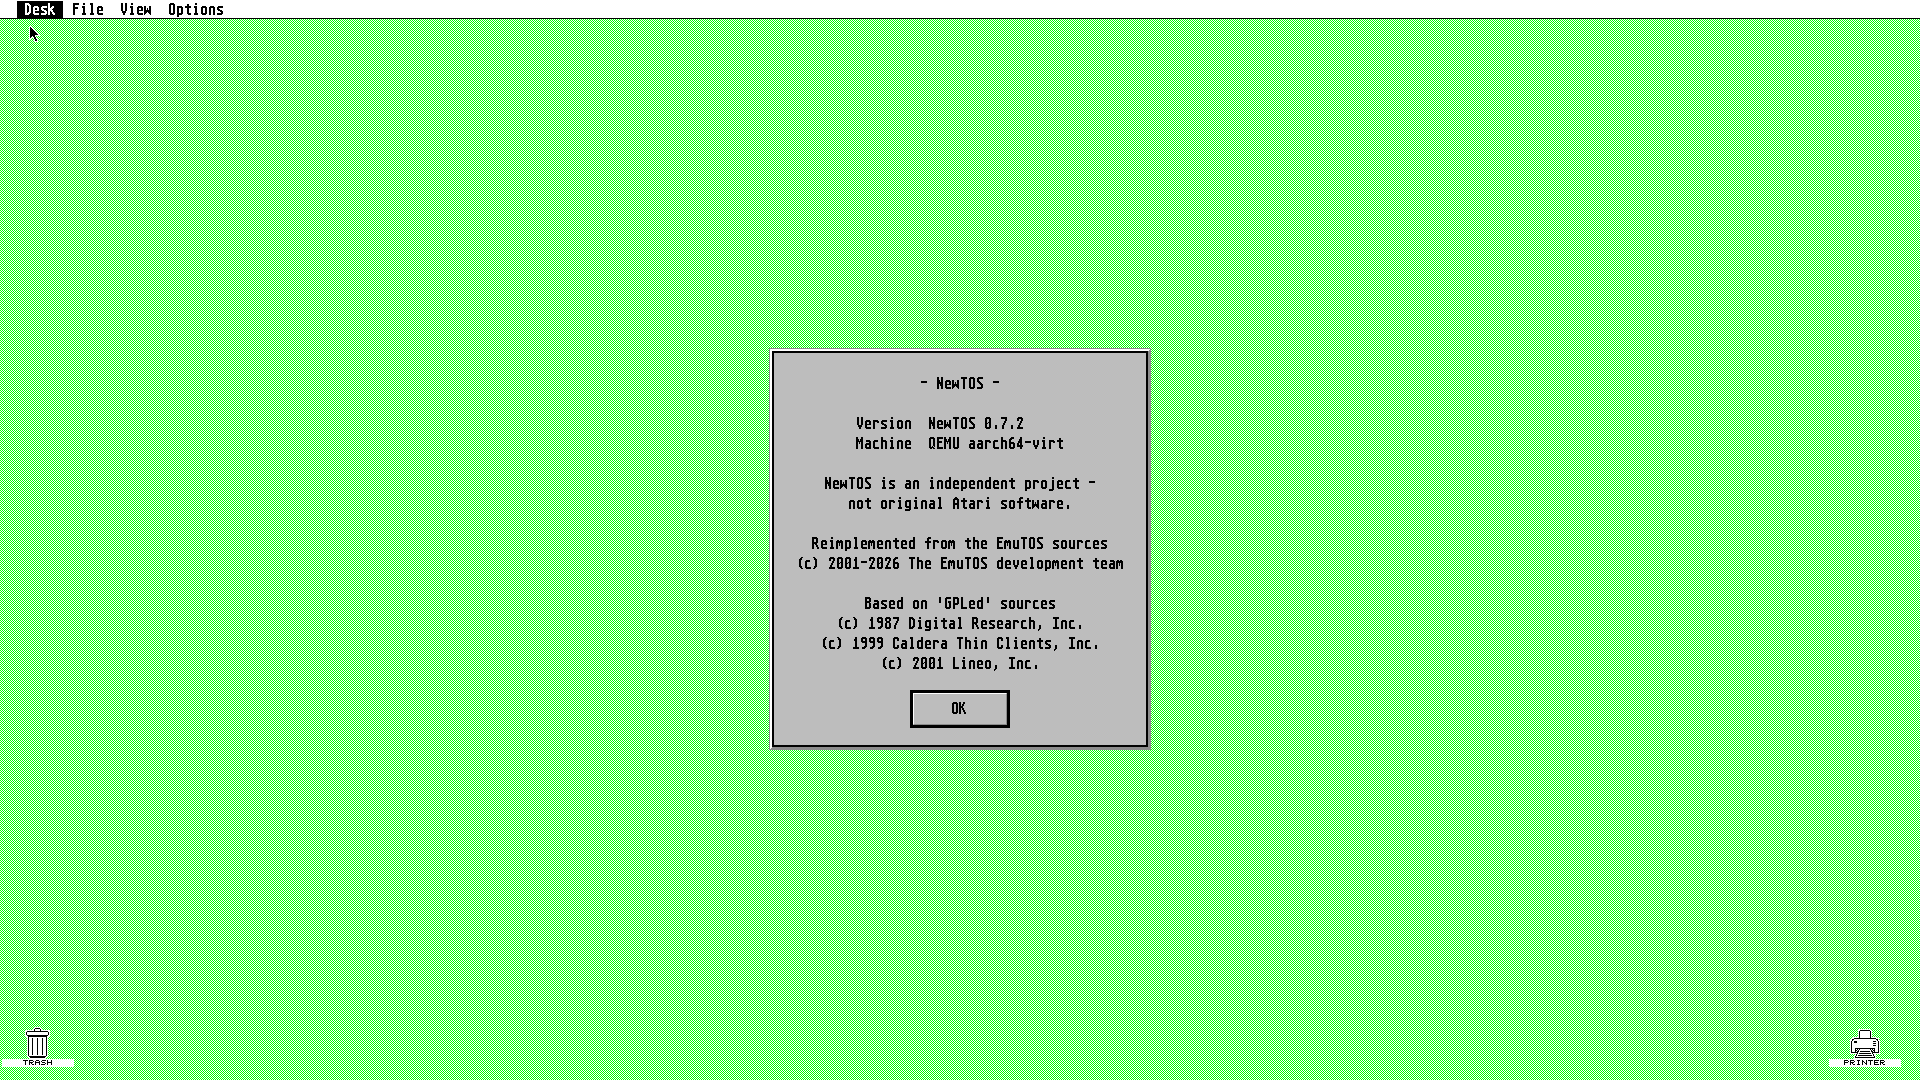 Desk File View Options
- NewTOS -
Version NewTOS 0.7.2
Machine QEMU aarch64-virt
NewTOS is an independent project -
not original Atari software.
Reimplemented from the EmuTOS sources
(c) 2001-2026 The EmuTOS development team
Based on 'GPLed' sources
(c) 1987 Digital Research, Inc.
(c) 1999 Caldera Thin Clients, Inc.
(c) 2001 Lineo, Inc.
OK
TRASH
PRINTER